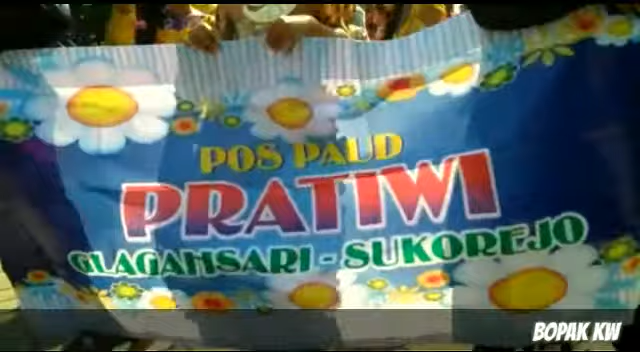 POS PAUD
PRATIWI
GLAGAHSARI - SUKOREJO
BOPAK KW